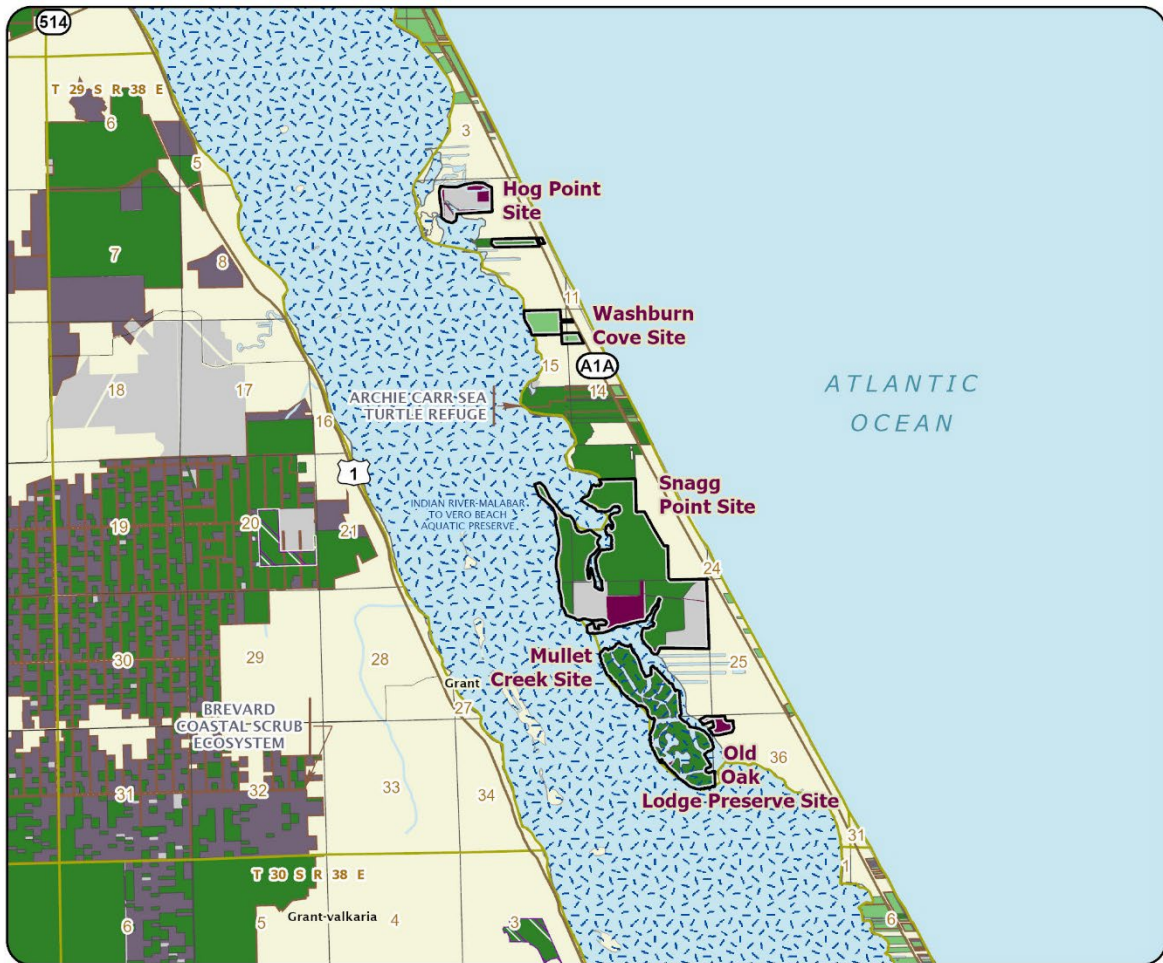 514
T 29 S R 38 E
6
5
3
Hog Point
Site
7
8
11
Washburn
Cove Site
15
A1A
14
18
17
16
ARCHIE CARR SEA
TURTLE REFUGE
ATLANTIC
OCEAN
1
Snagg
Point Site
INDIAN RIVER-MALABAR
TO VERO BEACH
AQUATIC PRESERVE
19
20
21
24
30
29
28
Mullet
Creek Site
25
Grant
27
BREVARD
COASTAL SCRUB
ECOSYSTEM
Old
Oak
Lodge Preserve Site
36
31
32
33
34
31
1
T 30 S R 38 E
Grant-valkaria
6
5
4
3
6